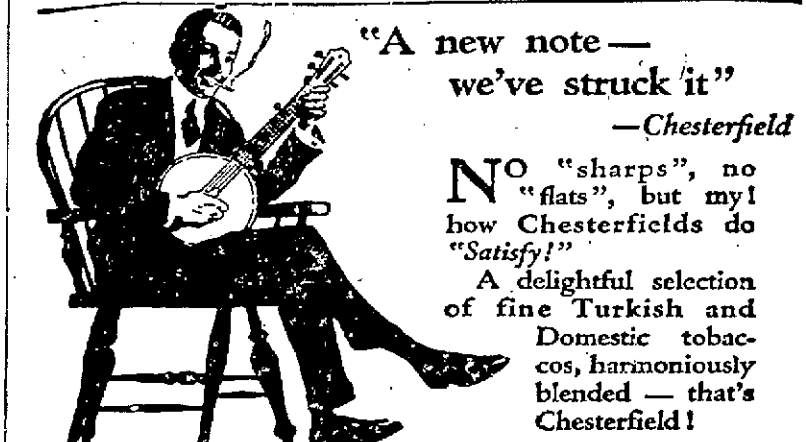 "A new note —
we've struck it"
—Chesterfield
NO "sharps", no
"flats", but my!
how Chesterfields do
"Satisfy!"
A delightful selection
of fine Turkish and
Domestic tobac-
cos, harmoniously
blended — that's
Chesterfield!